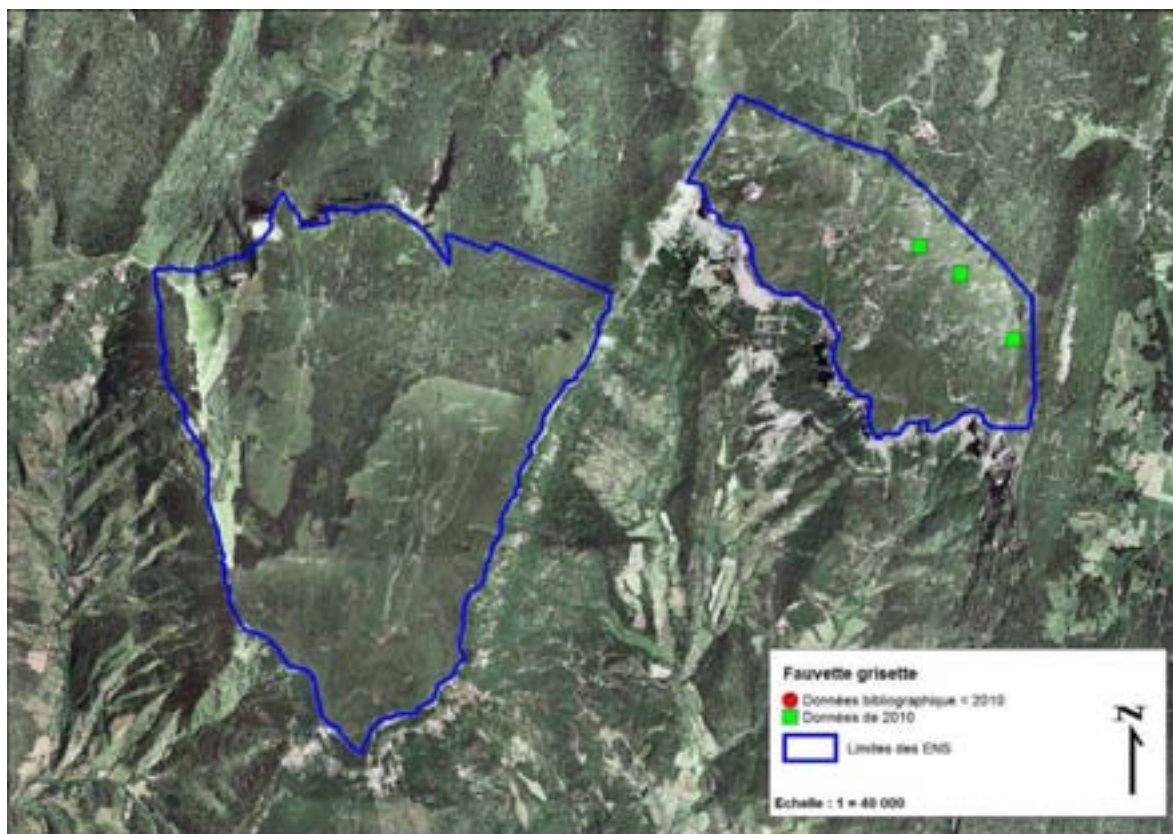 Fauvette grisette
Données bibliographique < 2010
Données de 2010
Limites des ENS
N
Echelle : 1 = 40 000